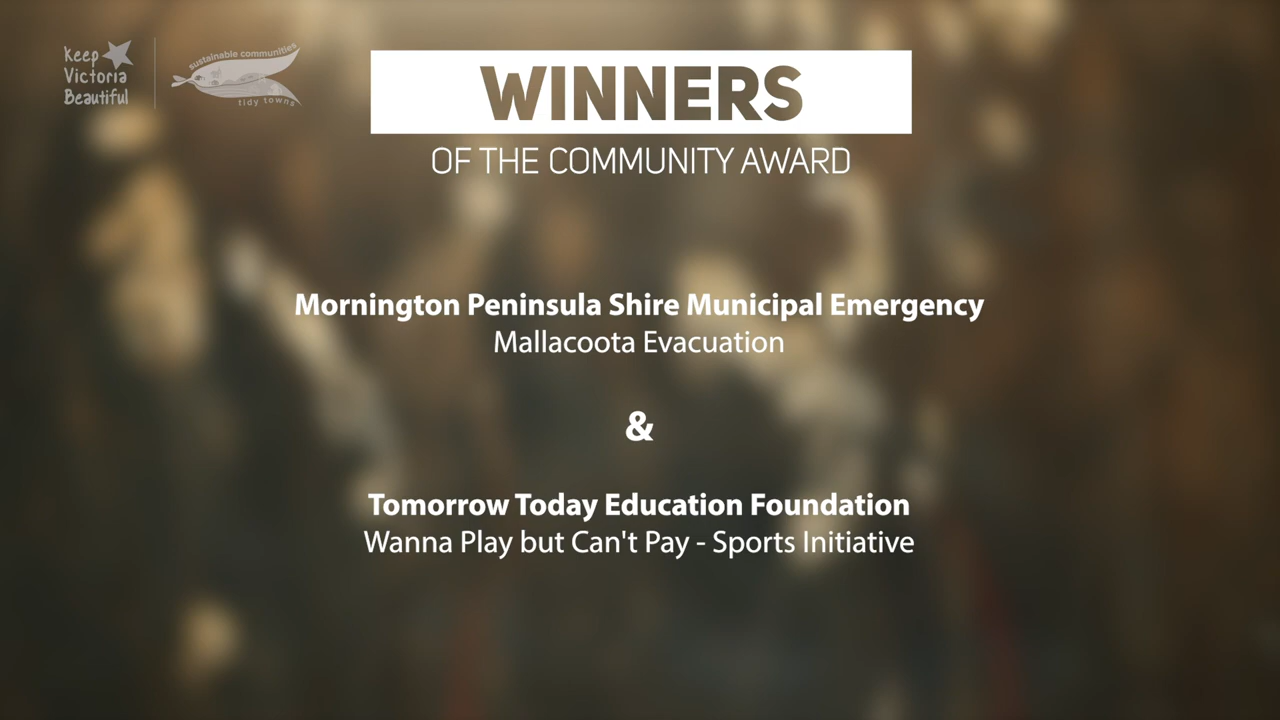 Keep
Victoria
Beautiful
sustainable communities
tidy towns
WINNERS
OF THE COMMUNITY AWARD
Mornington Peninsula Shire Municipal Emergency
Mallacoota Evacuation
&
Tomorrow Today Education Foundation
Wanna Play but Can't Pay - Sports Initiative